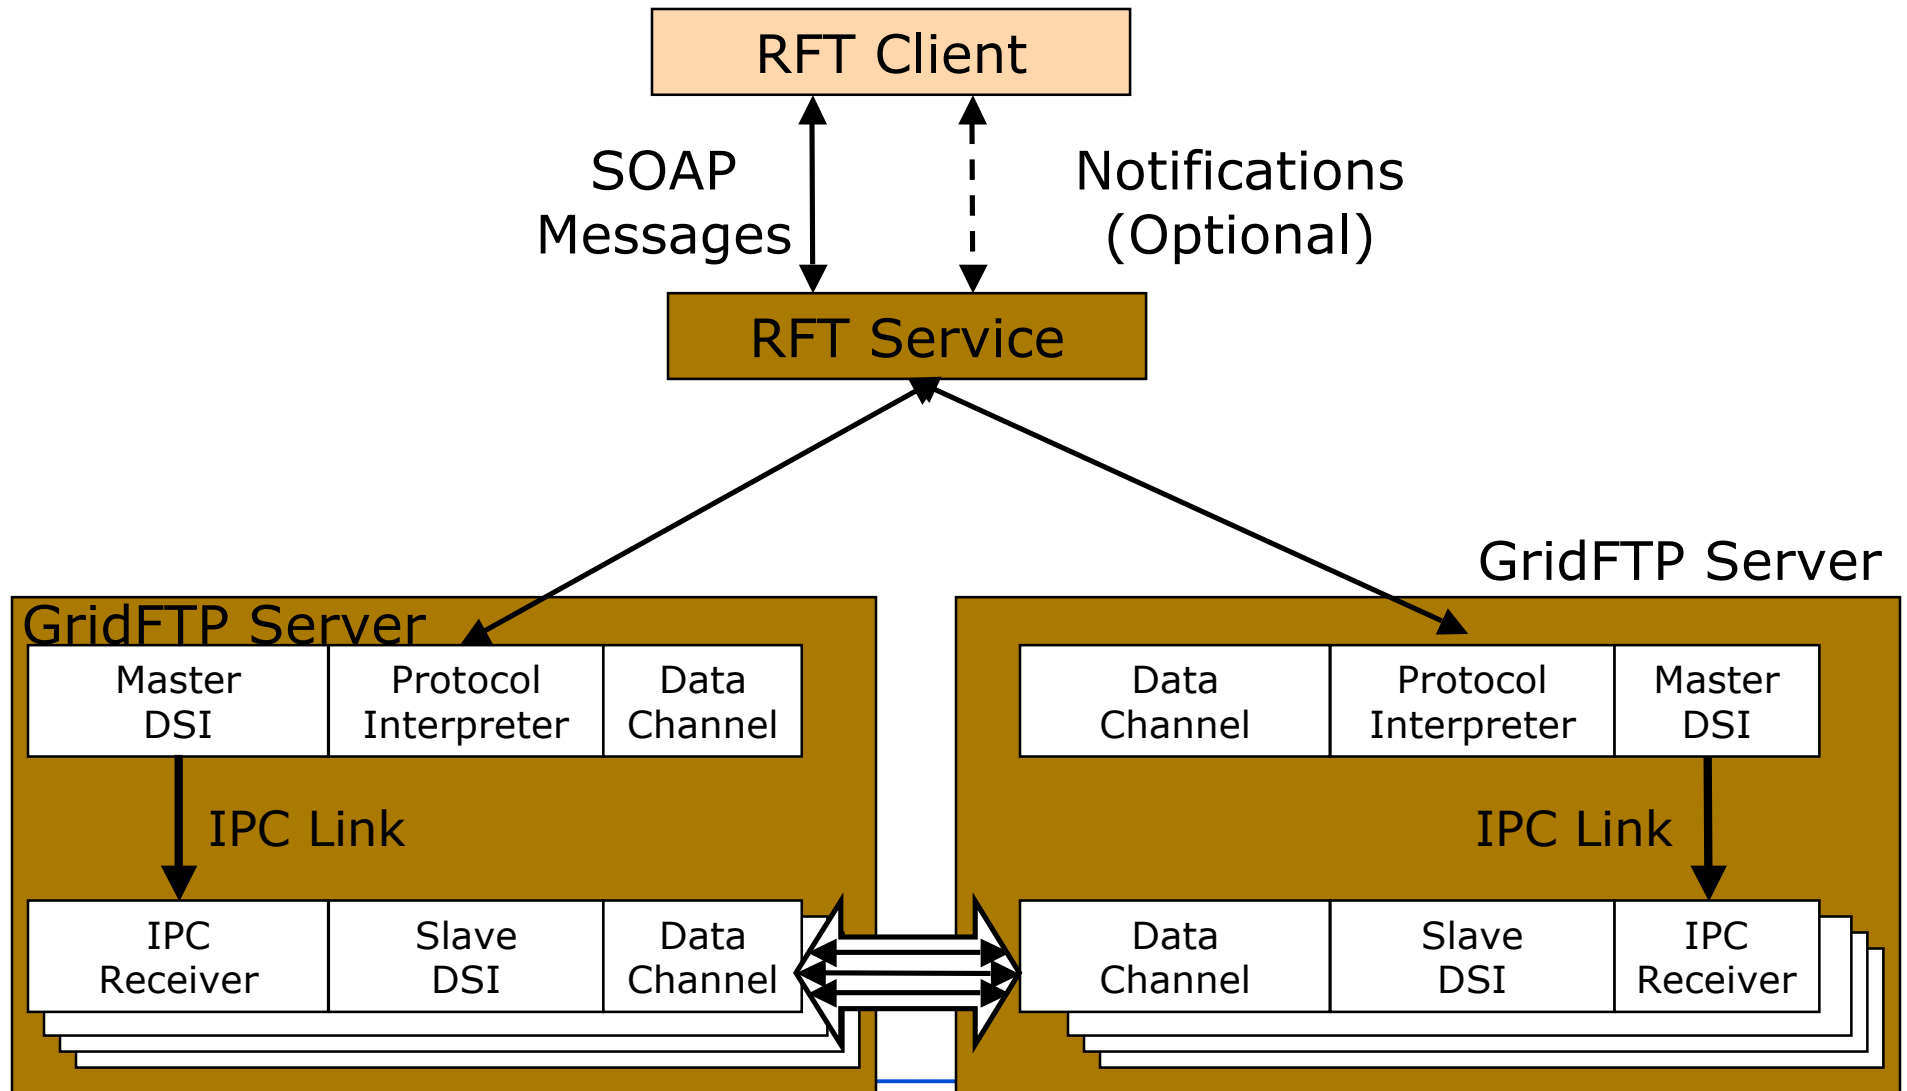 RFT Client
SOAP
Messages
Notifications
(Optional)
RFT Service
GridFTP Server
GridFTP Server
Master
DSI
Protocol
Interpreter
Data
Channel
Data
Channel
Protocol
Interpreter
Master
DSI
IPC Link
IPC Link
IPC
Receiver
Slave
DSI
Data
Channel
Data
Channel
Slave
DSI
IPC
Receiver